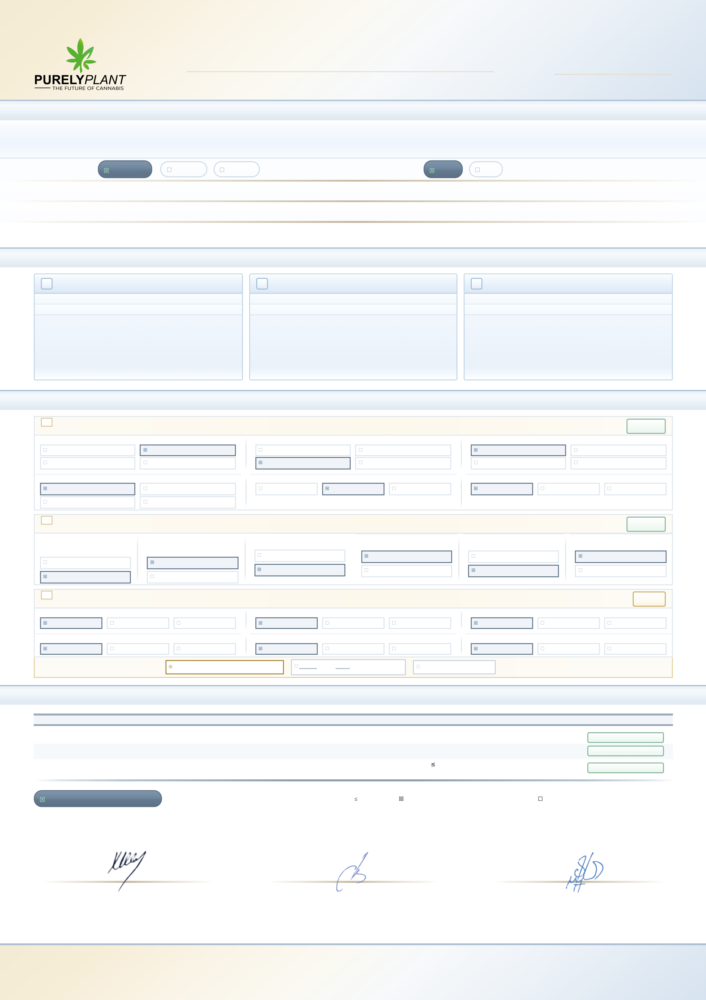 PURELYPLANT
THE FUTURE OF CANNABIS
☒ ☐ ☐ ☒ ☐
☐ ☒ ☐ ☐ ☒ ☐
☐ ☐ ☒ ☐ ☐ ☐
☒ ☐ ☐ ☒ ☐ ☒ ☐ ☐
☐ ☐
☐ ☒ ☐ ☒ ☐ ☒
☒ ☐ ☒ ☐ ☒ ☐
☒ ☐ ☐ ☒ ☐ ☐ ☒ ☐ ☐
☒ ☐ ☐ ☒ ☐ ☐ ☒ ☐ ☐
☒ ☐ ☐
≤
☒ ≤ ☒ ☐